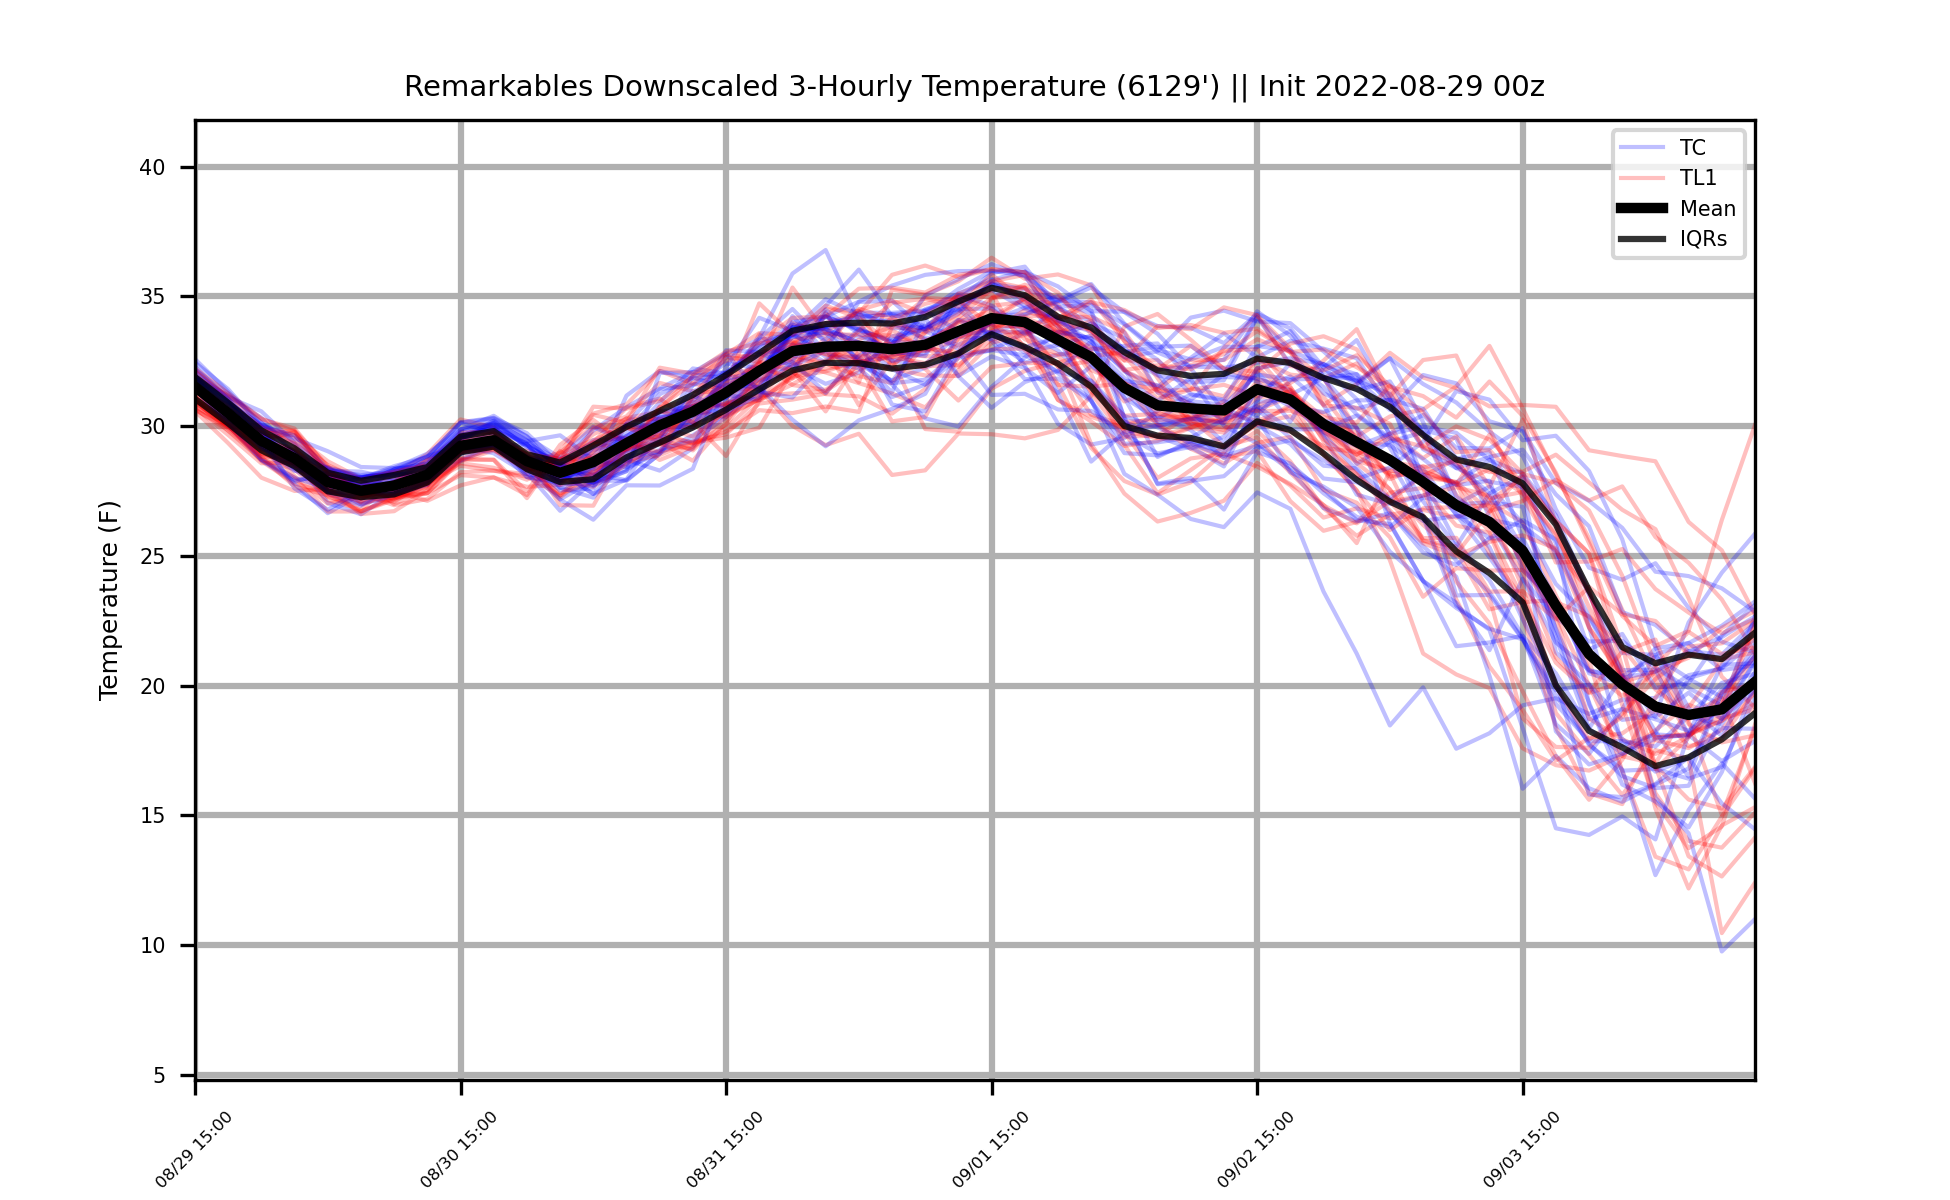 Remarkables Downscaled 3-Hourly Temperature (6129') || Init 2022-08-29 00z
TC
TL1
Mean
IQRs
Temperature (F)
40
35
30
25
20
15
10
5
08/29 15:00
08/30 15:00
08/31 15:00
09/01 15:00
09/02 15:00
09/03 15:00